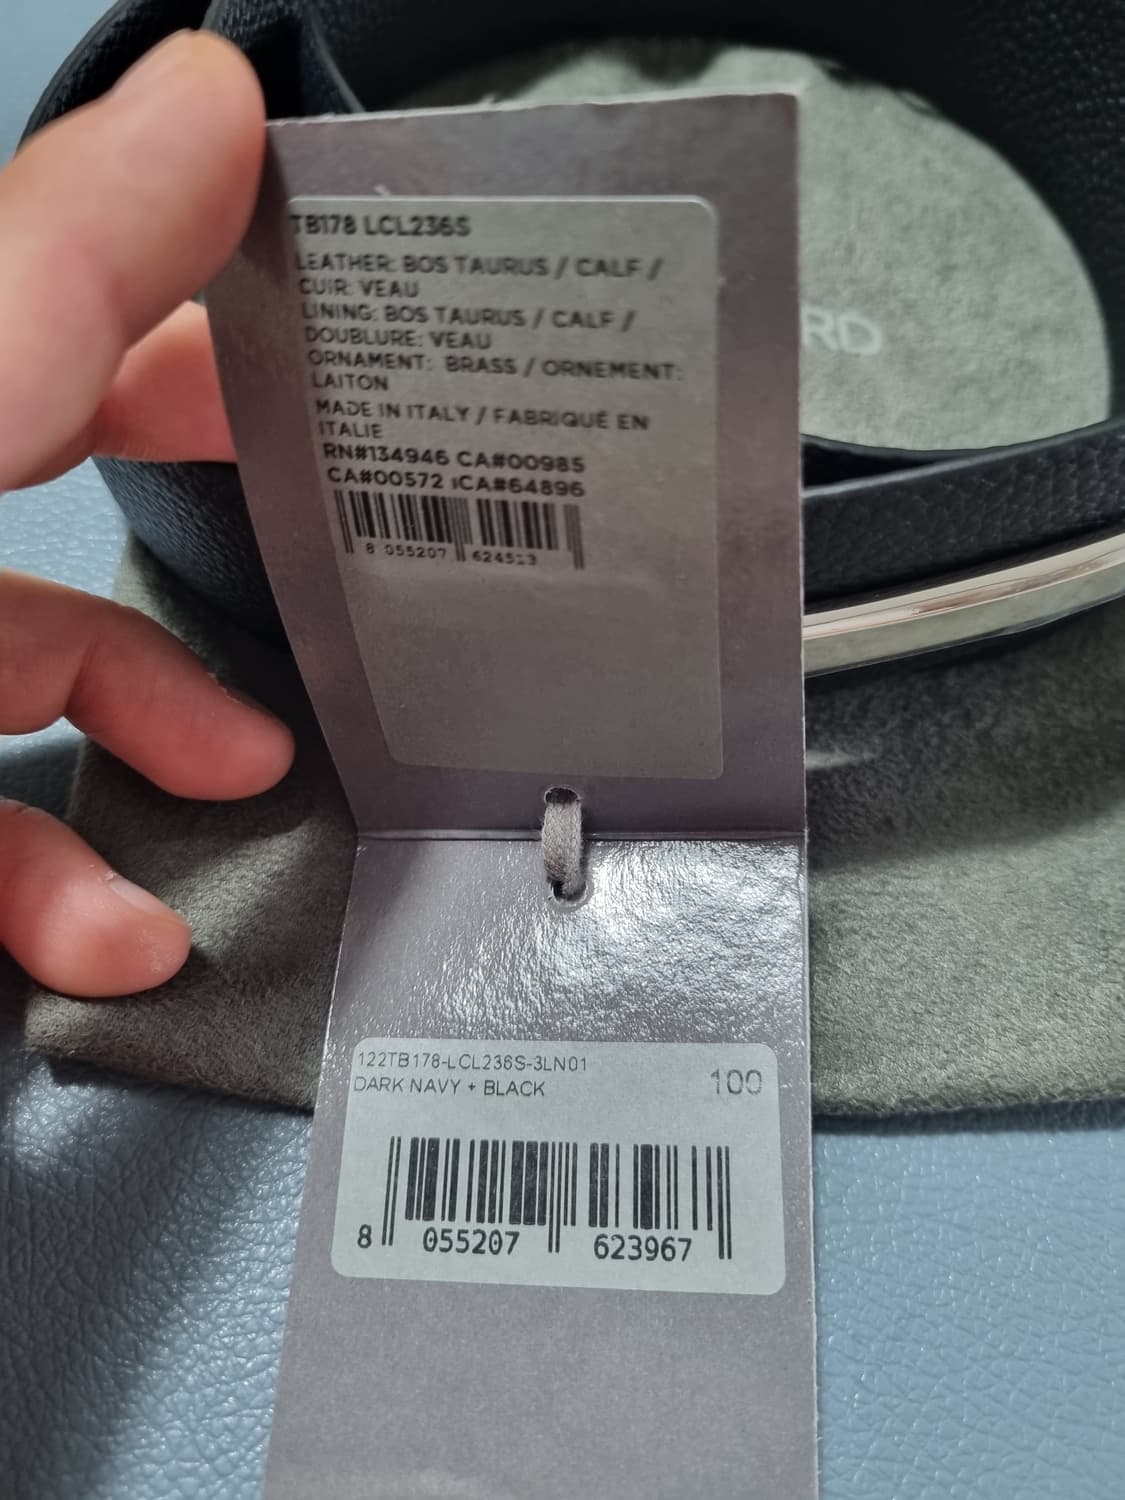 TB178 LCL236S
LEATHER: BOS TAURUS / CALF /
CUIR: VEAU
LINING: BOS TAURUS / CALF /
DOUBLURE: VEAU
ORNAMENT: BRASS / ORNEMENT:
LAITON
MADE IN ITALY / FABRIQUÉ EN
ITALIE
RN#134946 CA#00985
CA#00572 ICA#64896
8 055207 624513
RD
122TB178-LCL236S-3LN01
DARK NAVY + BLACK 100
8 055207 623967